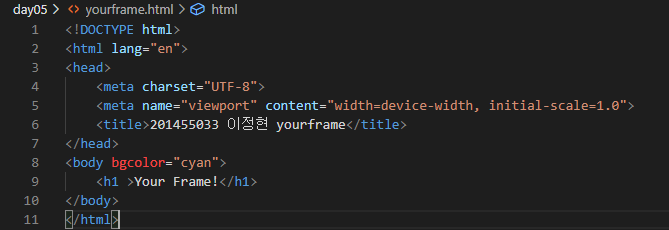 day05 > yourframe.html > html
1 <!DOCTYPE html>
2 <html lang="en">
3 <head>
4     <meta charset="UTF-8">
5     <meta name="viewport" content="width=device-width, initial-scale=1.0">
6     <title>201455033 이정현 yourframe</title>
7 </head>
8 <body bgcolor="cyan">
9     <h1 >Your Frame!</h1>
10 </body>
11 </html>